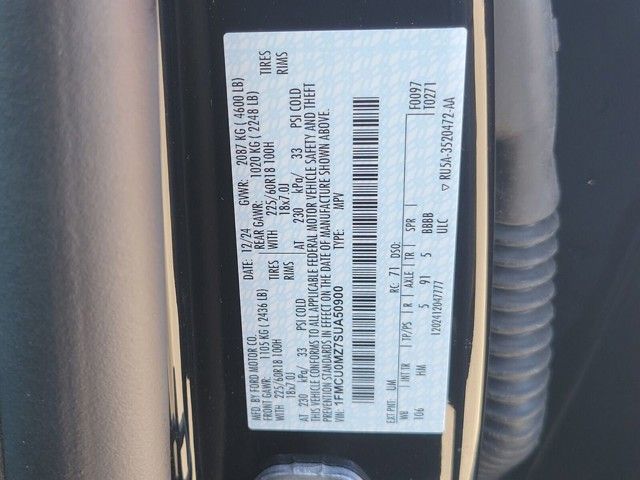 MFD. BY FORD MOTOR CO. 12/24 GVWR: 2087 KG ( 4600 LB)
FRONT GAWR: 1105 KG ( 2436 LB) REAR GAWR: 1020 KG ( 2248 LB)
WITH 225/60R18 100H TIRES WITH 225/60R18 100H TIRES
18x7.0J RIMS 18x7.0J RIMS
AT 230 kPa/ 33 PSI COLD AT 230 kPa/ 33 PSI COLD
THIS VEHICLE CONFORMS TO ALL APPLICABLE FEDERAL MOTOR VEHICLE SAFETY AND THEFT
PREVENTION STANDARDS IN EFFECT ON THE DATE OF MANUFACTURE SHOWN ABOVE.
VIN: 1FMCU0MZ7SUA50900 TYPE: MPV
F0097
T0271
EXT PNT: UM RC: 71 DSO:
WB INT TR TP/PS R AXLE TR SPR
106 HM 5 91 5 BBBB
ULC
1202412047777 ▽ RU5A-3520472-AA